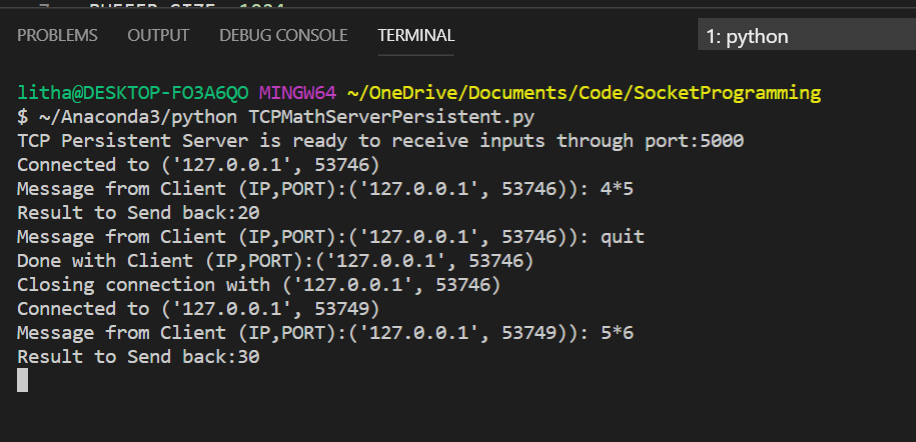 7 BUFFER_SIZE 1024
PROBLEMS OUTPUT DEBUG CONSOLE TERMINAL 1: python
litha@DESKTOP-FO3A6QO MINGW64 ~/OneDrive/Documents/Code/SocketProgramming
$ ~/Anaconda3/python TCPMathServerPersistent.py
TCP Persistent Server is ready to receive inputs through port:5000
Connected to ('127.0.0.1', 53746)
Message from Client (IP,PORT):('127.0.0.1', 53746)): 4*5
Result to Send back:20
Message from Client (IP,PORT):('127.0.0.1', 53746)): quit
Done with Client (IP,PORT):('127.0.0.1', 53746)
Closing connection with ('127.0.0.1', 53746)
Connected to ('127.0.0.1', 53749)
Message from Client (IP,PORT):('127.0.0.1', 53749)): 5*6
Result to Send back:30